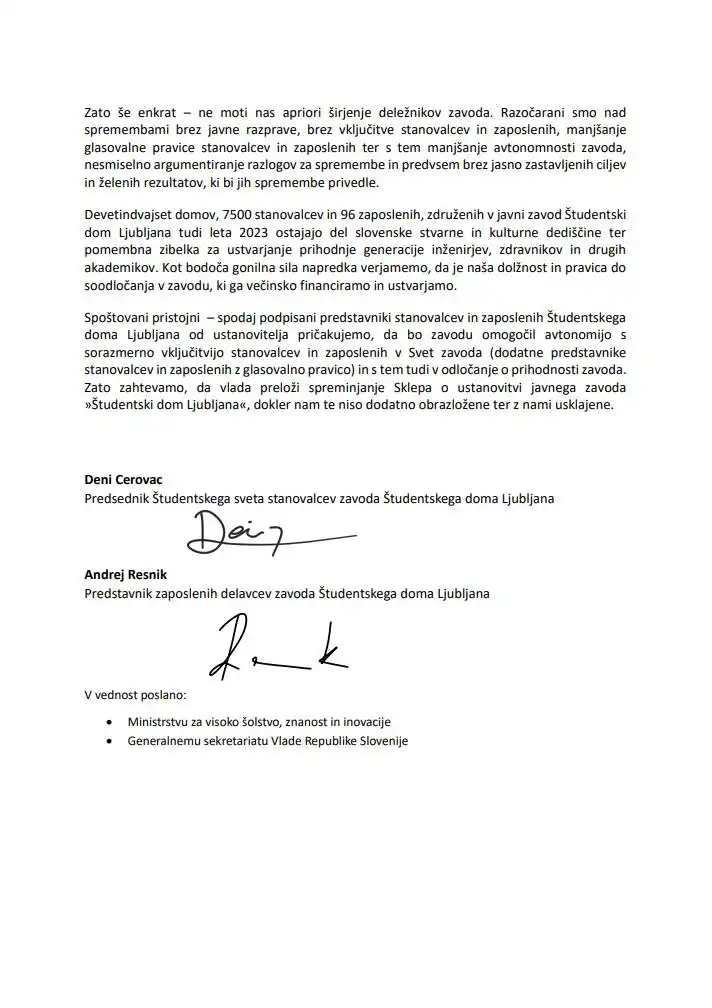 Zato še enkrat – ne moti nas apriori širjenje deležnikov zavoda. Razočarani smo nad
spremembami brez javne razprave, brez vključitve stanovalcev in zaposlenih, manjšanje
glasovalne pravice stanovalcev in zaposlenih ter s tem manjšanje avtonomnosti zavoda,
nesmiselno argumentiranje razlogov za spremembe in predvsem brez jasno zastavljenih ciljev
in želenih rezultatov, ki bi jih spremembe privedle.
Devetindvajset domov, 7500 stanovalcev in 96 zaposlenih, združenih v javni zavod Študentski
dom Ljubljana tudi leta 2023 ostajajo del slovenske stvarne in kulturne dediščine ter
pomembna zibelka za ustvarjanje prihodnje generacije inženirjev, zdravnikov in drugih
akademikov. Kot bodoča gonilna sila napredka verjamemo, da je naša dolžnost in pravica do
soodločanja v zavodu, ki ga večinsko financiramo in ustvarjamo.
Spoštovani pristojni – spodaj podpisani predstavniki stanovalcev in zaposlenih Študentskega
doma Ljubljana od ustanovitelja pričakujemo, da bo zavodu omogočil avtonomijo s
sorazmerno vključitvijo stanovalcev in zaposlenih v Svet zavoda (dodatne predstavnike
stanovalcev in zaposlenih z glasovalno pravico) in s tem tudi v odločanje o prihodnosti zavoda.
Zato zahtevamo, da vlada preloži spreminjanje Sklepa o ustanovitvi javnega zavoda
»Študentski dom Ljubljana«, dokler nam te niso dodatno obrazložene ter z nami usklajene.
Deni Cerovac
Predsednik Študentskega sveta stanovalcev zavoda Študentskega doma Ljubljana
Andrej Resnik
Predstavnik zaposlenih delavcev zavoda Študentskega doma Ljubljana
V vednost poslano:
• Ministrstvu za visoko šolstvo, znanost in inovacije
• Generalnemu sekretariatu Vlade Republike Slovenije